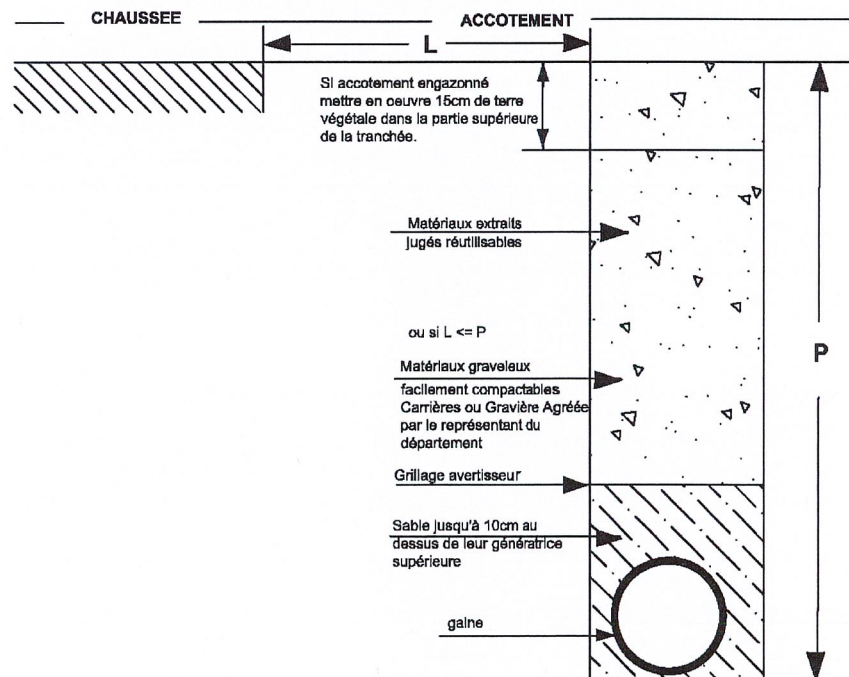 CHAUSSEE
ACCOTEMENT
L
Si accotement engazonné
mettre en oeuvre 15cm de terre
végétale dans la partie supérieure
de la tranchée.
Matériaux extraits
jugés réutilisables
ou si L <= P
P
Matériaux graveleux
facilement compactables
Carrières ou Gravière Agréée
par le représentant du
département
Grillage avertisseur
Sable jusqu'à 10cm au
dessus de leur génératrice
supérieure
gaine